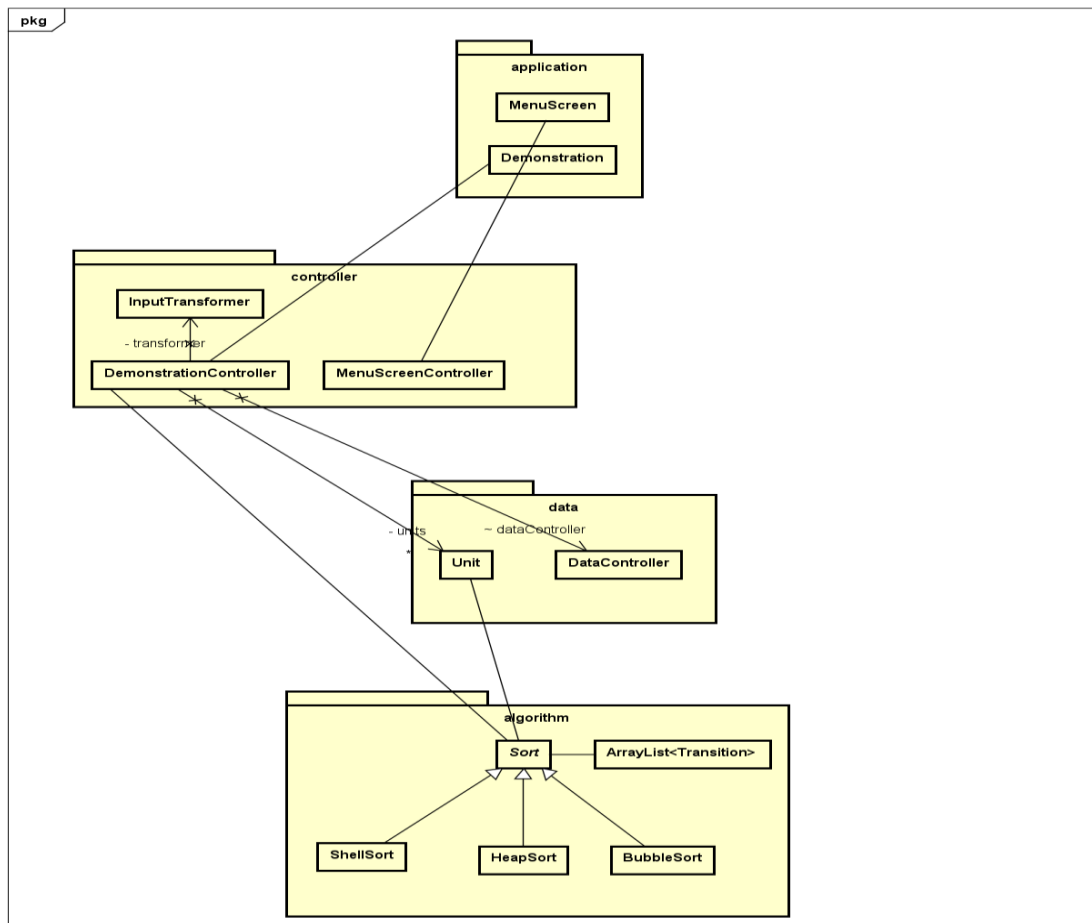 pkg
application
MenuScreen
Demonstration
controller
InputTransformer
- transformer
DemonstrationController
MenuScreenController
data
- units
~ dataController
*
Unit
DataController
algorithm
Sort
ArrayList<Transition>
ShellSort
HeapSort
BubbleSort